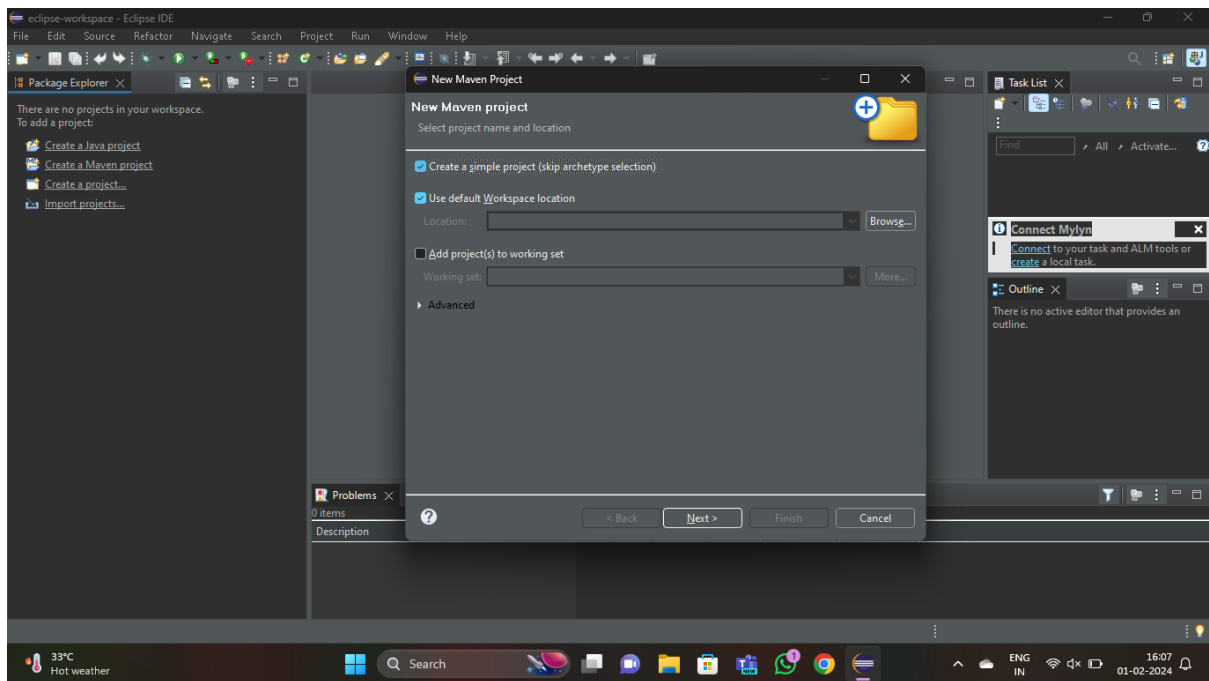 eclipse-workspace - Eclipse IDE
File Edit Source Refactor Navigate Search Project Run Window Help
Package Explorer
There are no projects in your workspace.
To add a project:
Create a Java project
Create a Maven project
Create a project...
Import projects...
New Maven Project
New Maven project
Select project name and location
Create a simple project (skip archetype selection)
Use default Workspace location
Location: Browse...
Add project(s) to working set
Working set: More...
Advanced
< Back Next > Finish Cancel
Task List
Find All Activate...
Connect Mylyn
Connect to your task and ALM tools or
create a local task.
Outline
There is no active editor that provides an
outline.
Problems
0 items
Description
33°C
Hot weather
Search
1
ENG
IN
16:07
01-02-2024